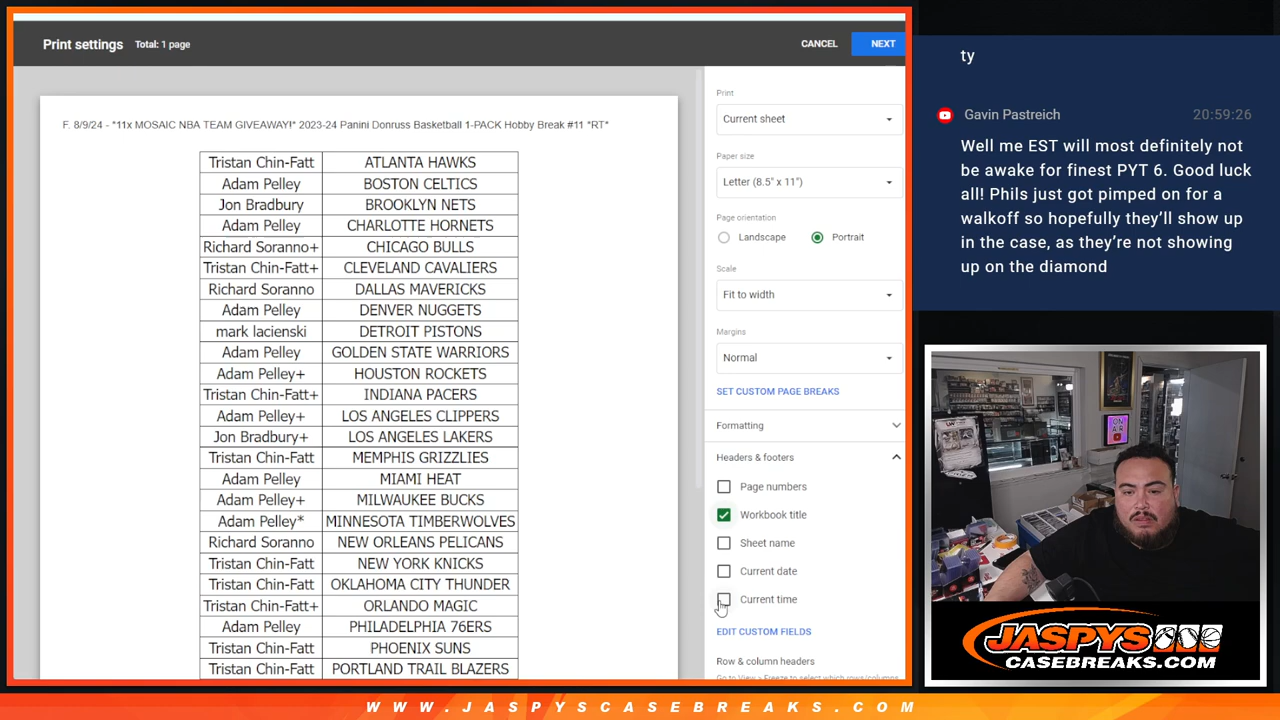 Print settings Total: 1 page CANCEL NEXT
F. 8/9/24 - *11x MOSAIC NBA TEAM GIVEAWAY!* 2023-24 Panini Donruss Basketball 1-PACK Hobby Break #11 *RT*
Tristan Chin-Fatt ATLANTA HAWKS
Adam Pelley BOSTON CELTICS
Jon Bradbury BROOKLYN NETS
Adam Pelley CHARLOTTE HORNETS
Richard Soranno+ CHICAGO BULLS
Tristan Chin-Fatt+ CLEVELAND CAVALIERS
Richard Soranno DALLAS MAVERICKS
Adam Pelley DENVER NUGGETS
mark lacienski DETROIT PISTONS
Adam Pelley GOLDEN STATE WARRIORS
Adam Pelley+ HOUSTON ROCKETS
Tristan Chin-Fatt+ INDIANA PACERS
Adam Pelley+ LOS ANGELES CLIPPERS
Jon Bradbury+ LOS ANGELES LAKERS
Tristan Chin-Fatt MEMPHIS GRIZZLIES
Adam Pelley MIAMI HEAT
Adam Pelley+ MILWAUKEE BUCKS
Adam Pelley* MINNESOTA TIMBERWOLVES
Richard Soranno NEW ORLEANS PELICANS
Tristan Chin-Fatt NEW YORK KNICKS
Tristan Chin-Fatt OKLAHOMA CITY THUNDER
Tristan Chin-Fatt+ ORLANDO MAGIC
Adam Pelley PHILADELPHIA 76ERS
Tristan Chin-Fatt PHOENIX SUNS
Tristan Chin-Fatt PORTLAND TRAIL BLAZERS
Print
Current sheet
Paper size
Letter (8.5" x 11")
Page orientation
Landscape Portrait
Scale
Fit to width
Margins
Normal
SET CUSTOM PAGE BREAKS
Formatting
Headers & footers
Page numbers
Workbook title
Sheet name
Current date
Current time
EDIT CUSTOM FIELDS
Row & column headers
Go to View > Freeze to select which rows/columns
ty
Gavin Pastreich 20:59:26
Well me EST will most definitely not
be awake for finest PYT 6. Good luck
all! Phils just got pimped on for a
walkoff so hopefully they'll show up
in the case, as they're not showing
up on the diamond
ON
AIR
JASPYS
CASEBREAKS.COM
WWW.JASPYSCASEBREAKS.COM